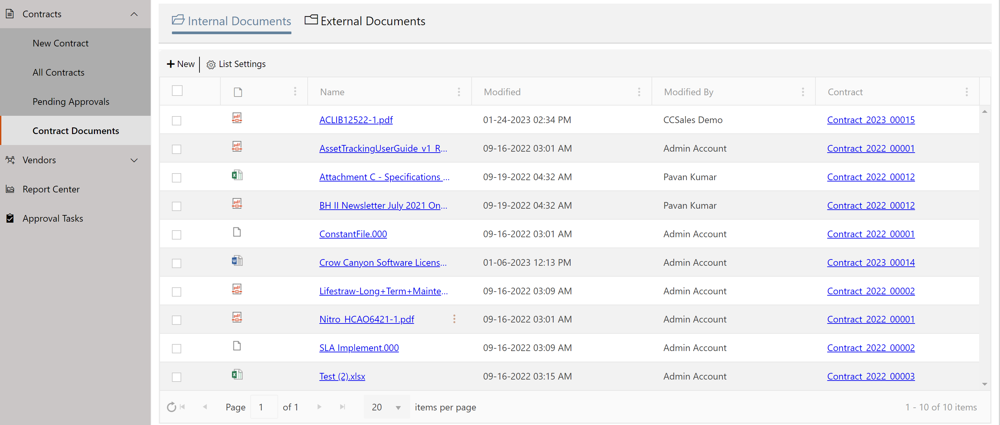 Contracts
New Contract
All Contracts
Pending Approvals
Contract Documents
Vendors
Report Center
Approval Tasks
Internal Documents External Documents
New List Settings
Name Modified Modified By Contract
ACLIB12522-1.pdf 01-24-2023 02:34 PM CCSales Demo Contract_2023_00015
AssetTrackingUserGuide_v1_R... 09-16-2022 03:01 AM Admin Account Contract_2022_00001
Attachment C - Specifications ... 09-19-2022 04:32 AM Pavan Kumar Contract_2022_00012
BH II Newsletter July 2021 On... 09-19-2022 04:32 AM Pavan Kumar Contract_2022_00012
ConstantFile.000 09-16-2022 03:01 AM Admin Account Contract_2022_00001
Crow Canyon Software Licens... 01-06-2023 12:13 PM Admin Account Contract_2023_00014
Lifestraw-Long+Term+Mainte... 09-16-2022 03:09 AM Admin Account Contract_2022_00002
Nitro_HCAO6421-1.pdf 09-16-2022 03:01 AM Admin Account Contract_2022_00001
SLA Implement.000 09-16-2022 03:09 AM Admin Account Contract_2022_00002
Test (2).xlsx 09-16-2022 03:15 AM Admin Account Contract_2022_00003
Page 1 of 1 20 items per page 1 - 10 of 10 items